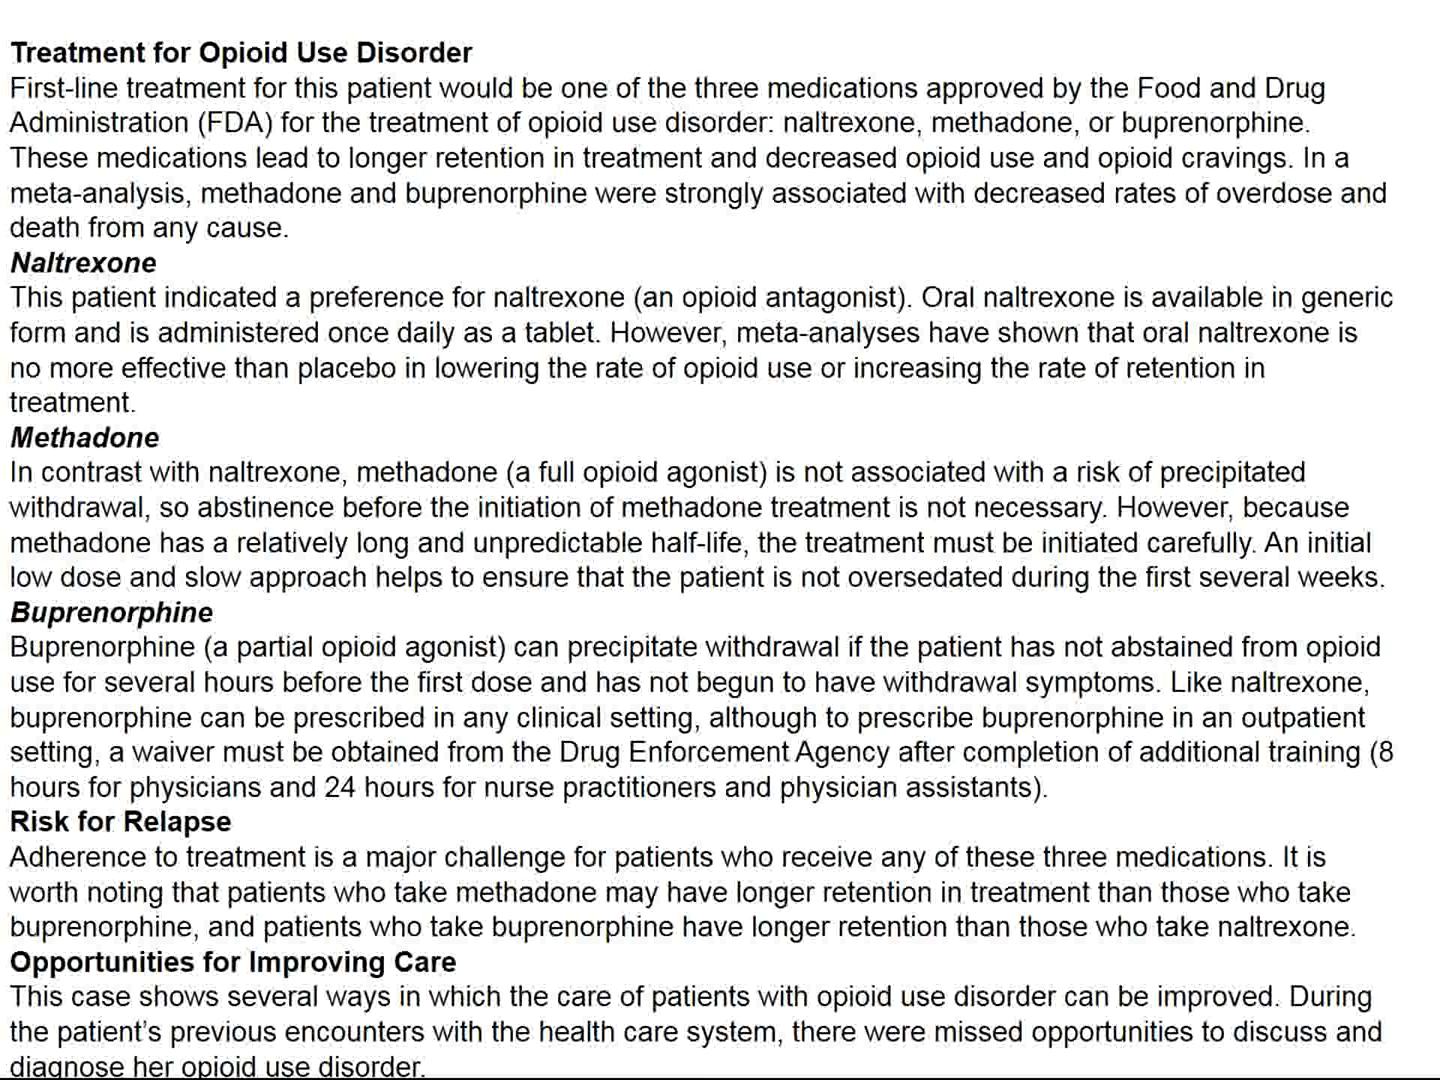 Treatment for Opioid Use Disorder
First-line treatment for this patient would be one of the three medications approved by the Food and Drug
Administration (FDA) for the treatment of opioid use disorder: naltrexone, methadone, or buprenorphine.
These medications lead to longer retention in treatment and decreased opioid use and opioid cravings. In a
meta-analysis, methadone and buprenorphine were strongly associated with decreased rates of overdose and
death from any cause.
Naltrexone
This patient indicated a preference for naltrexone (an opioid antagonist). Oral naltrexone is available in generic
form and is administered once daily as a tablet. However, meta-analyses have shown that oral naltrexone is
no more effective than placebo in lowering the rate of opioid use or increasing the rate of retention in
treatment.
Methadone
In contrast with naltrexone, methadone (a full opioid agonist) is not associated with a risk of precipitated
withdrawal, so abstinence before the initiation of methadone treatment is not necessary. However, because
methadone has a relatively long and unpredictable half-life, the treatment must be initiated carefully. An initial
low dose and slow approach helps to ensure that the patient is not oversedated during the first several weeks.
Buprenorphine
Buprenorphine (a partial opioid agonist) can precipitate withdrawal if the patient has not abstained from opioid
use for several hours before the first dose and has not begun to have withdrawal symptoms. Like naltrexone,
buprenorphine can be prescribed in any clinical setting, although to prescribe buprenorphine in an outpatient
setting, a waiver must be obtained from the Drug Enforcement Agency after completion of additional training (8
hours for physicians and 24 hours for nurse practitioners and physician assistants).
Risk for Relapse
Adherence to treatment is a major challenge for patients who receive any of these three medications. It is
worth noting that patients who take methadone may have longer retention in treatment than those who take
buprenorphine, and patients who take buprenorphine have longer retention than those who take naltrexone.
Opportunities for Improving Care
This case shows several ways in which the care of patients with opioid use disorder can be improved. During
the patient’s previous encounters with the health care system, there were missed opportunities to discuss and
diagnose her opioid use disorder.